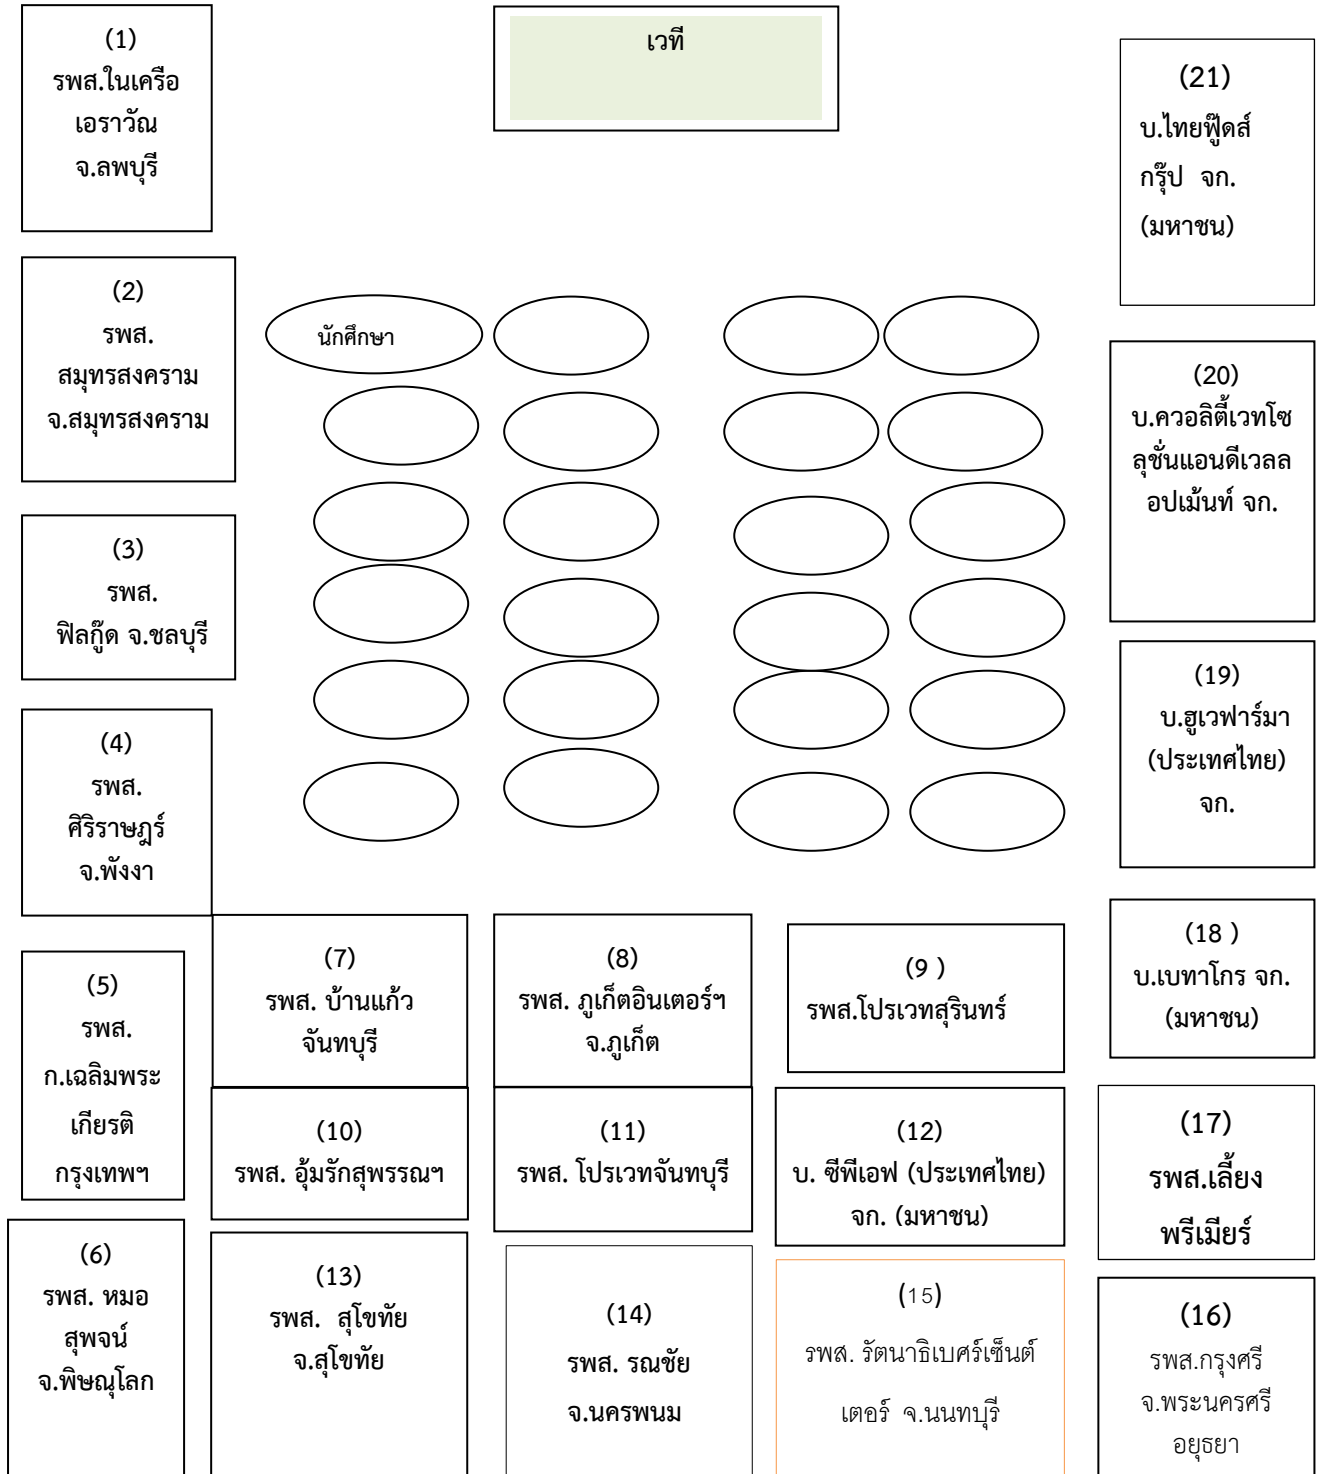 เวที
(1)
รพส.ในเครือ
เอราวัณ
จ.ลพบุรี
(21)
บ.ไทยฟู๊ดส์
กรุ๊ป จก.
(มหาชน)
(2)
รพส.
สมุทรสงคราม
จ.สมุทรสงคราม
นักศึกษา
(20)
บ.ควอลิตี้เวทโซ
ลุชั่นแอนดีเวลล
อปเม้นท์ จก.
(3)
รพส.
ฟิลกู๊ด จ.ชลบุรี
(19)
บ.ฮูเวฟาร์มา
(ประเทศไทย)
จก.
(4)
รพส.
ศิริราษฎร์
จ.พังงา
(18 )
บ.เบทาโกร จก.
(มหาชน)
(5)
รพส.
ก.เฉลิมพระ
เกียรติ
กรุงเทพฯ
(7)
รพส. บ้านแก้ว
จันทบุรี
(8)
รพส. ภูเก็ตอินเตอร์ฯ
จ.ภูเก็ต
(9 )
รพส.โปรเวทสุรินทร์
(10)
รพส. อุ้มรักสุพรรณฯ
(11)
รพส. โปรเวทจันทบุรี
(12)
บ. ซีพีเอฟ (ประเทศไทย)
จก. (มหาชน)
(17)
รพส.เลี้ยง
พรีเมียร์
(6)
รพส. หมอ
สุพจน์
จ.พิษณุโลก
(13)
รพส. สุโขทัย
จ.สุโขทัย
(14)
รพส. รณชัย
จ.นครพนม
(15)
รพส. รัตนาธิเบศร์เซ็นต์
เตอร์ จ.นนทบุรี
(16)
รพส.กรุงศรี
จ.พระนครศรี
อยุธยา